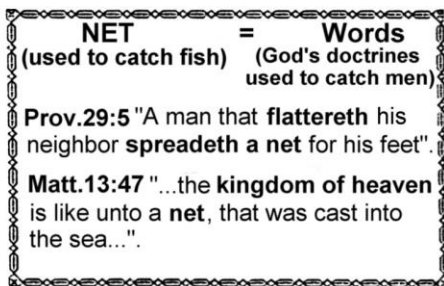 NET = Words
(used to catch fish) (God's doctrines
used to catch men)
Prov.29:5 "A man that flattereth his
neighbor spreadeth a net for his feet".
Matt.13:47 "...the kingdom of heaven
is like unto a net, that was cast into
the sea...".